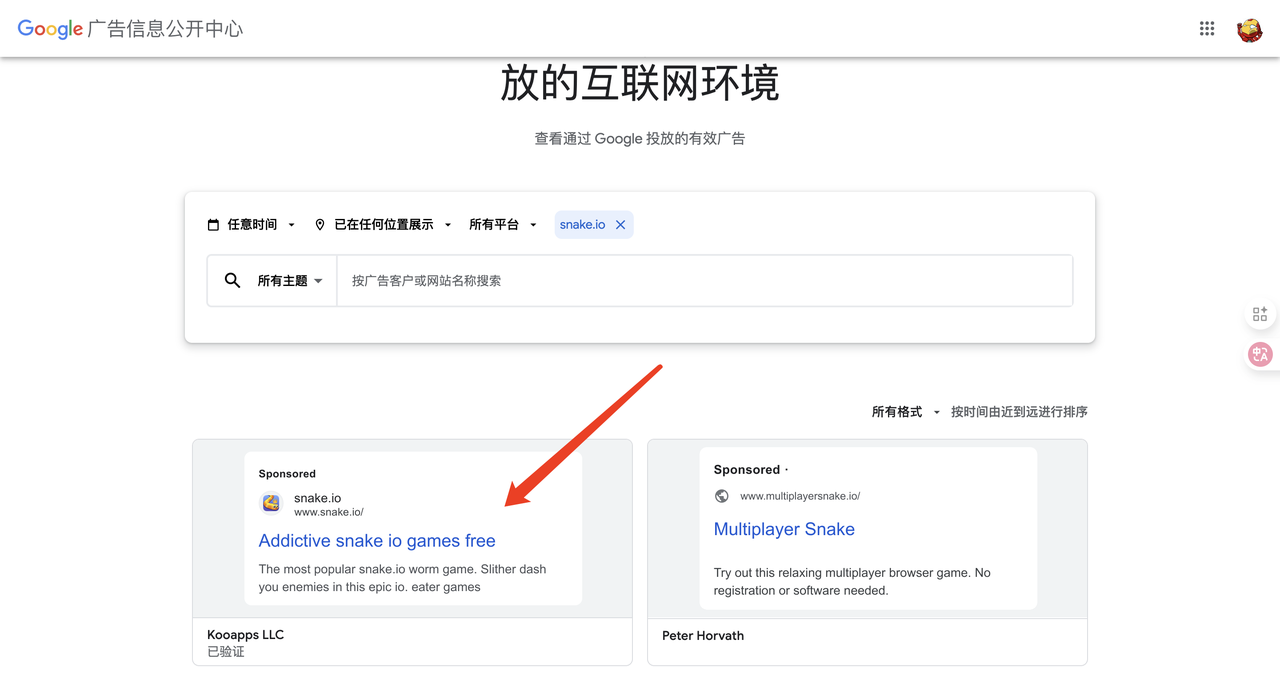 Google 广告信息公开中心
放的互联网环境
查看通过 Google 投放的有效广告
任意时间 已在任何位置展示 所有平台 snake.io
所有主题 按广告客户或网站名称搜索
中A
所有格式 按时间由近到远进行排序
Sponsored
snake.io
www.snake.io/
Addictive snake io games free
The most popular snake.io worm game. Slither dash
you enemies in this epic io. eater games
Kooapps LLC
已验证
Sponsored ·
www.multiplayersnake.io/
Multiplayer Snake
Try out this relaxing multiplayer browser game. No
registration or software needed.
Peter Horvath